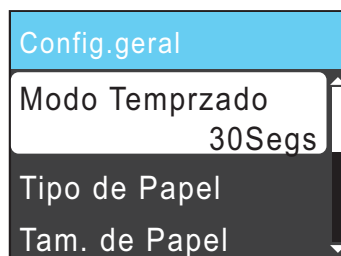 Config.geral
Modo Temprzado
30Segs
Tipo de Papel
Tam. de Papel